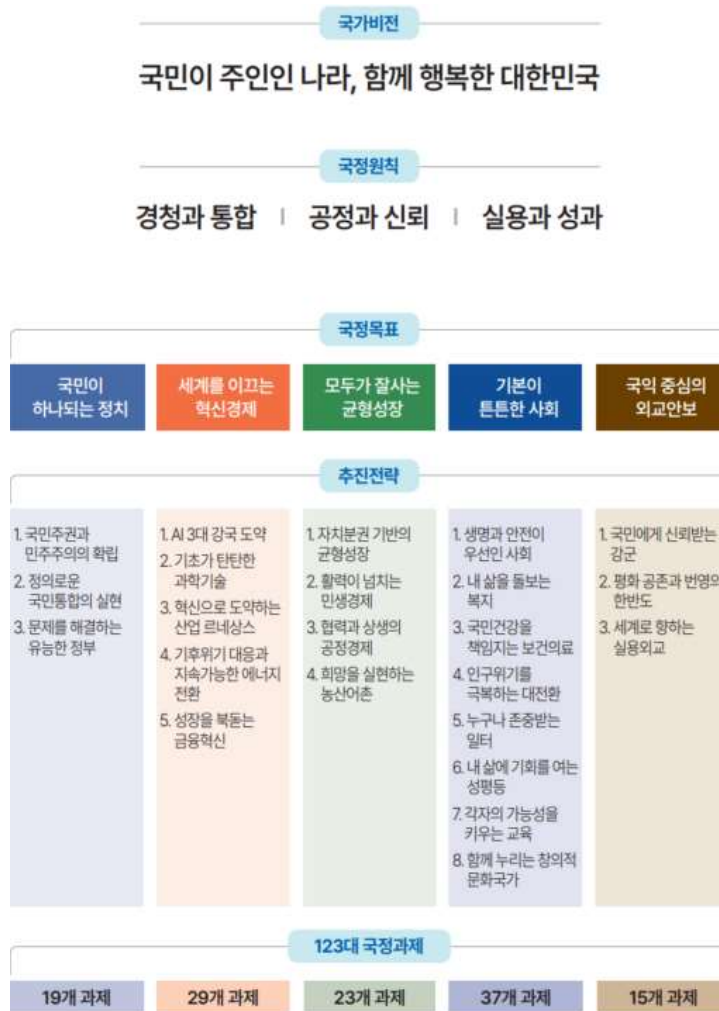 국가비전
국민이 주인인 나라, 함께 행복한 대한민국
국정원칙
경청과 통합 | 공정과 신뢰 | 실용과 성과
국정목표
국민이
하나되는 정치
세계를 이끄는
혁신경제
모두가 잘사는
균형성장
기본이
튼튼한 사회
국익 중심의
외교안보
추진전략
1. 국민주권과
민주주의의 확립
2. 정의로운
국민통합의 실현
3. 문제를 해결하는
유능한 정부
1. AI 3대 강국 도약
2. 기초가 탄탄한
과학기술
3. 혁신으로 도약하는
산업 르네상스
4. 기후위기 대응과
지속가능한 에너지
전환
5. 성장을 북돋는
금융혁신
1. 자치분권 기반의
균형성장
2. 활력이 넘치는
민생경제
3. 협력과 상생의
공정경제
4. 희망을 실현하는
농산어촌
1. 생명과 안전이
우선인 사회
2. 내 삶을 돌보는
복지
3. 국민건강을
책임지는 보건의료
4. 인구위기를
극복하는 대전환
5. 누구나 존중받는
일터
6. 내 삶에 기회를 여는
성평등
7. 각자의 가능성을
키우는 교육
8. 함께 누리는 창의적
문화국가
1. 국민에게 신뢰받는
강군
2. 평화 공존과 번영의
한반도
3. 세계로 향하는
실용외교
123대 국정과제
19개 과제
29개 과제
23개 과제
37개 과제
15개 과제